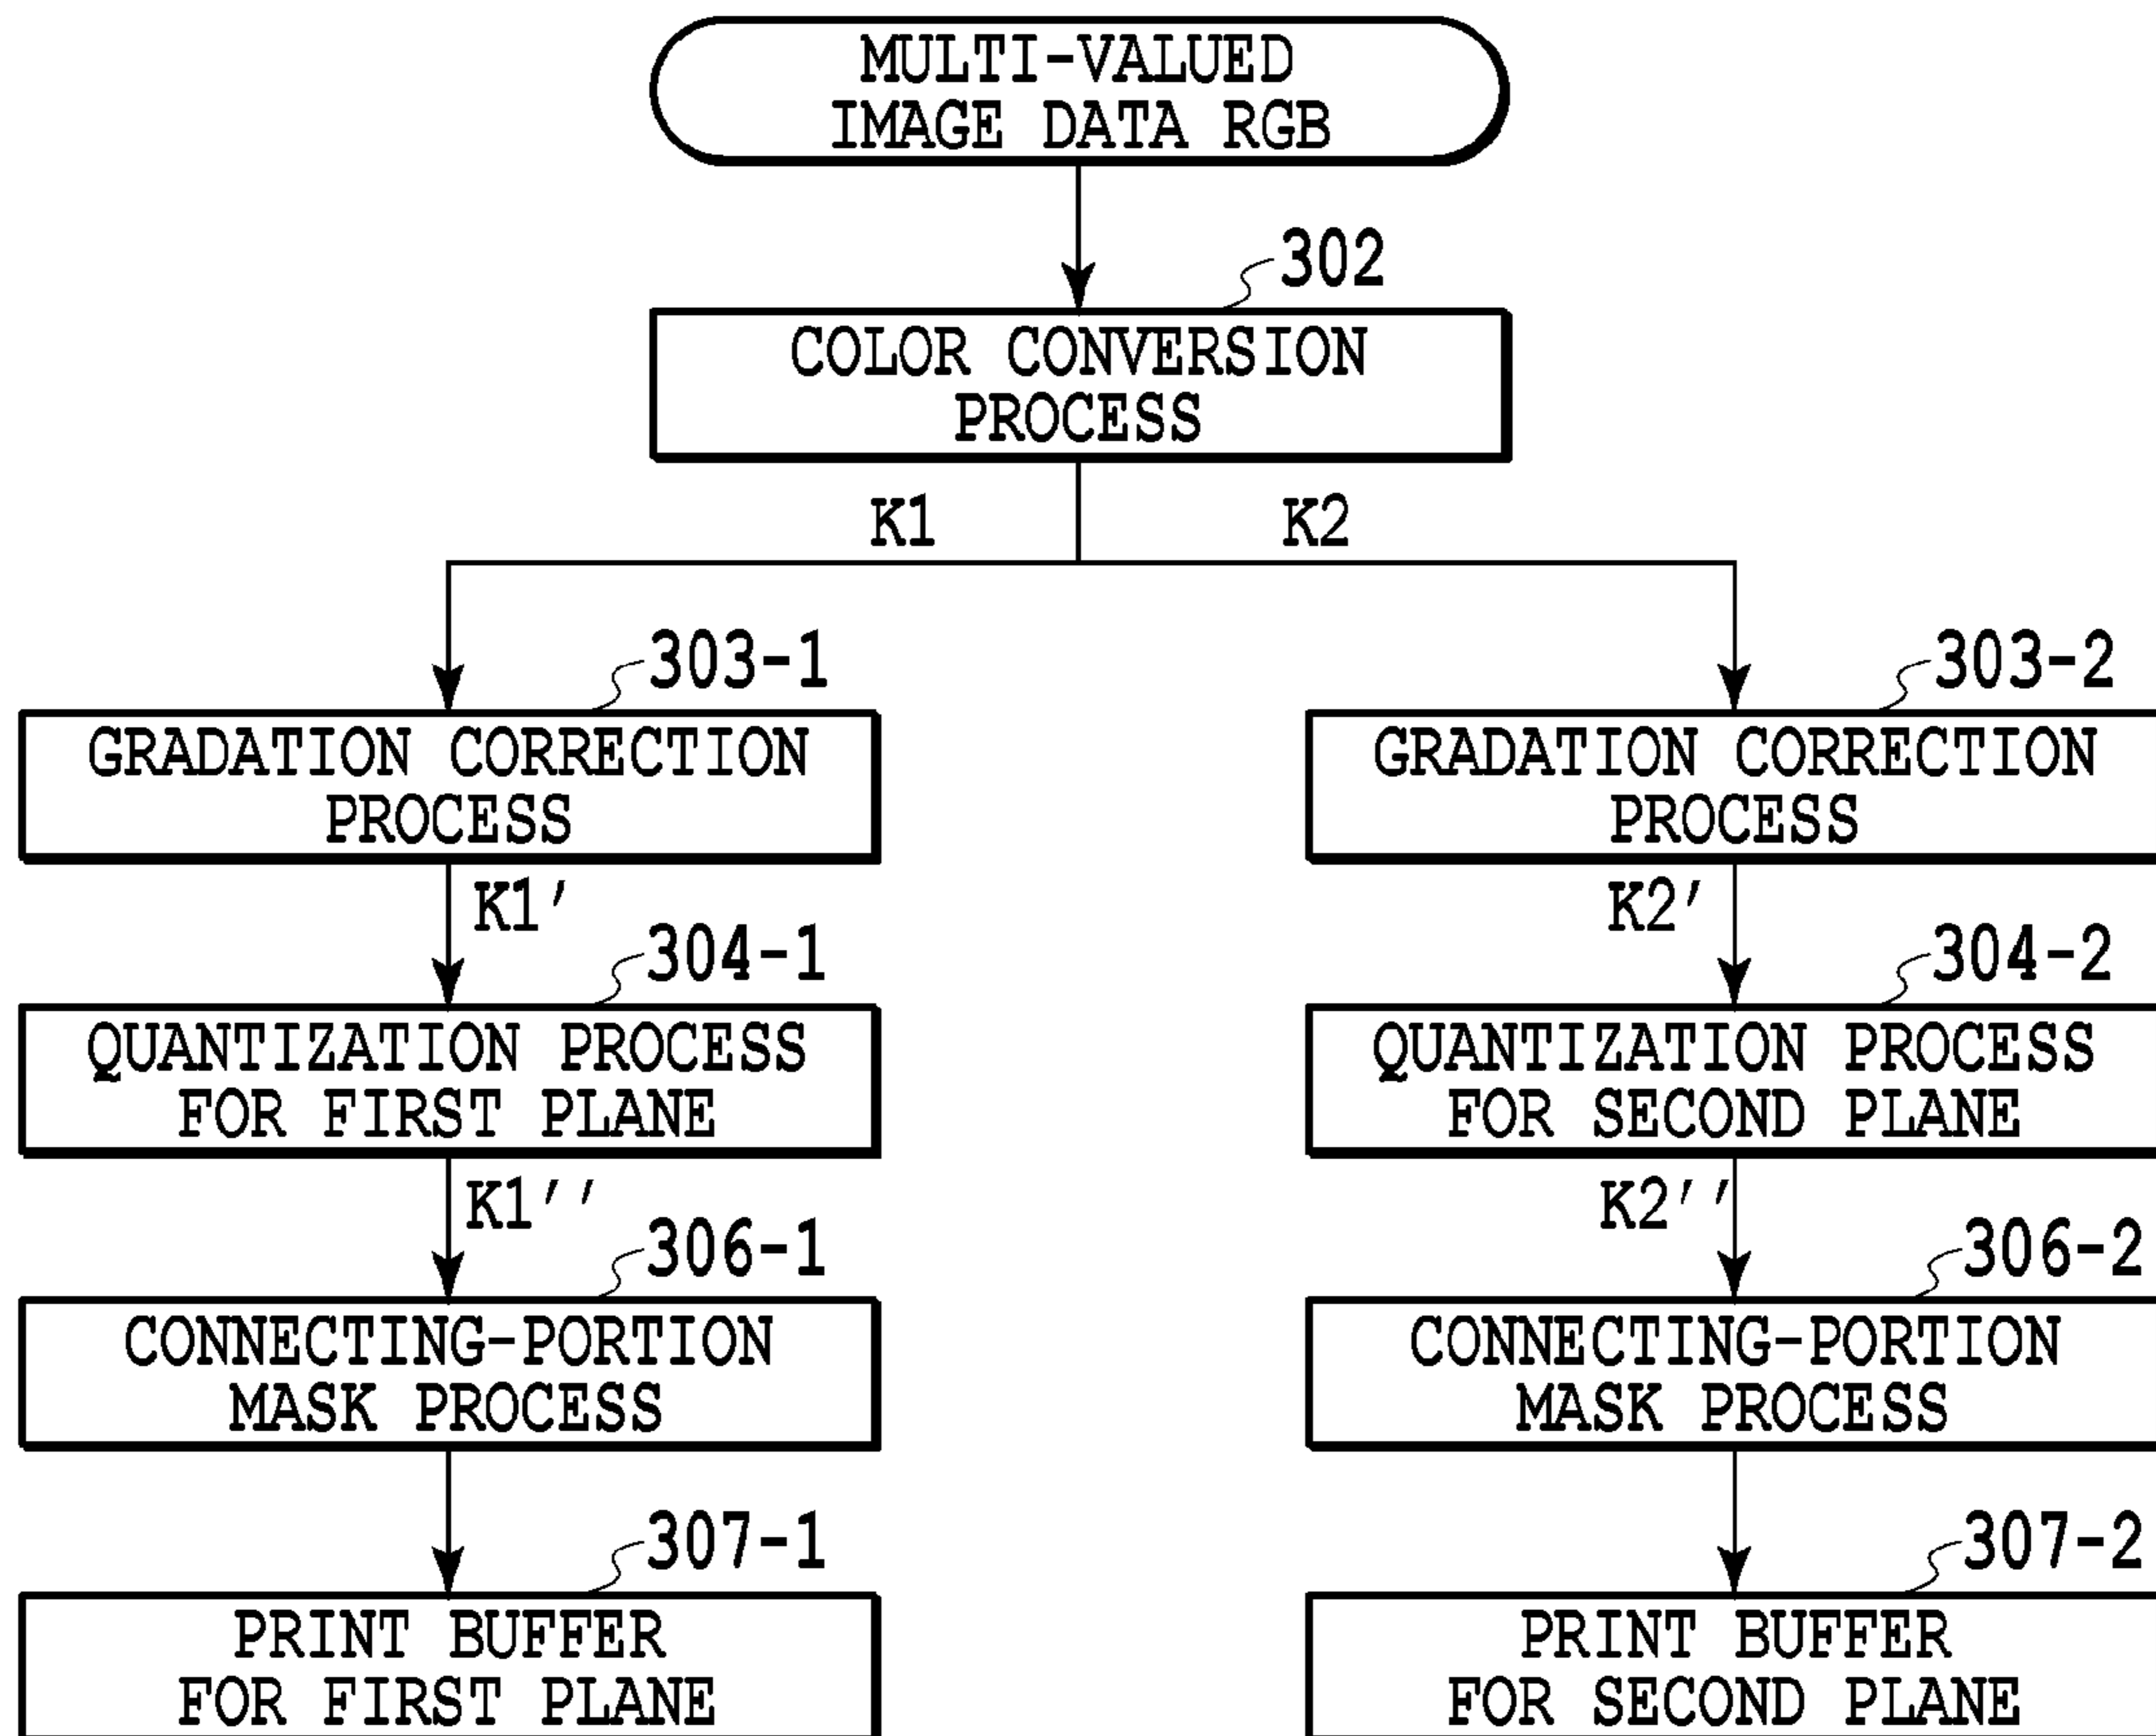 MULTI-VALUED
IMAGE DATA RGB
302
COLOR CONVERSION
PROCESS
K1
K2
303-1
303-2
GRADATION CORRECTION
PROCESS
GRADATION CORRECTION
PROCESS
K1'
K2'
304-1
304-2
QUANTIZATION PROCESS
FOR FIRST PLANE
QUANTIZATION PROCESS
FOR SECOND PLANE
K1''
K2''
306-1
306-2
CONNECTING-PORTION
MASK PROCESS
CONNECTING-PORTION
MASK PROCESS
307-1
307-2
PRINT BUFFER
FOR FIRST PLANE
PRINT BUFFER
FOR SECOND PLANE